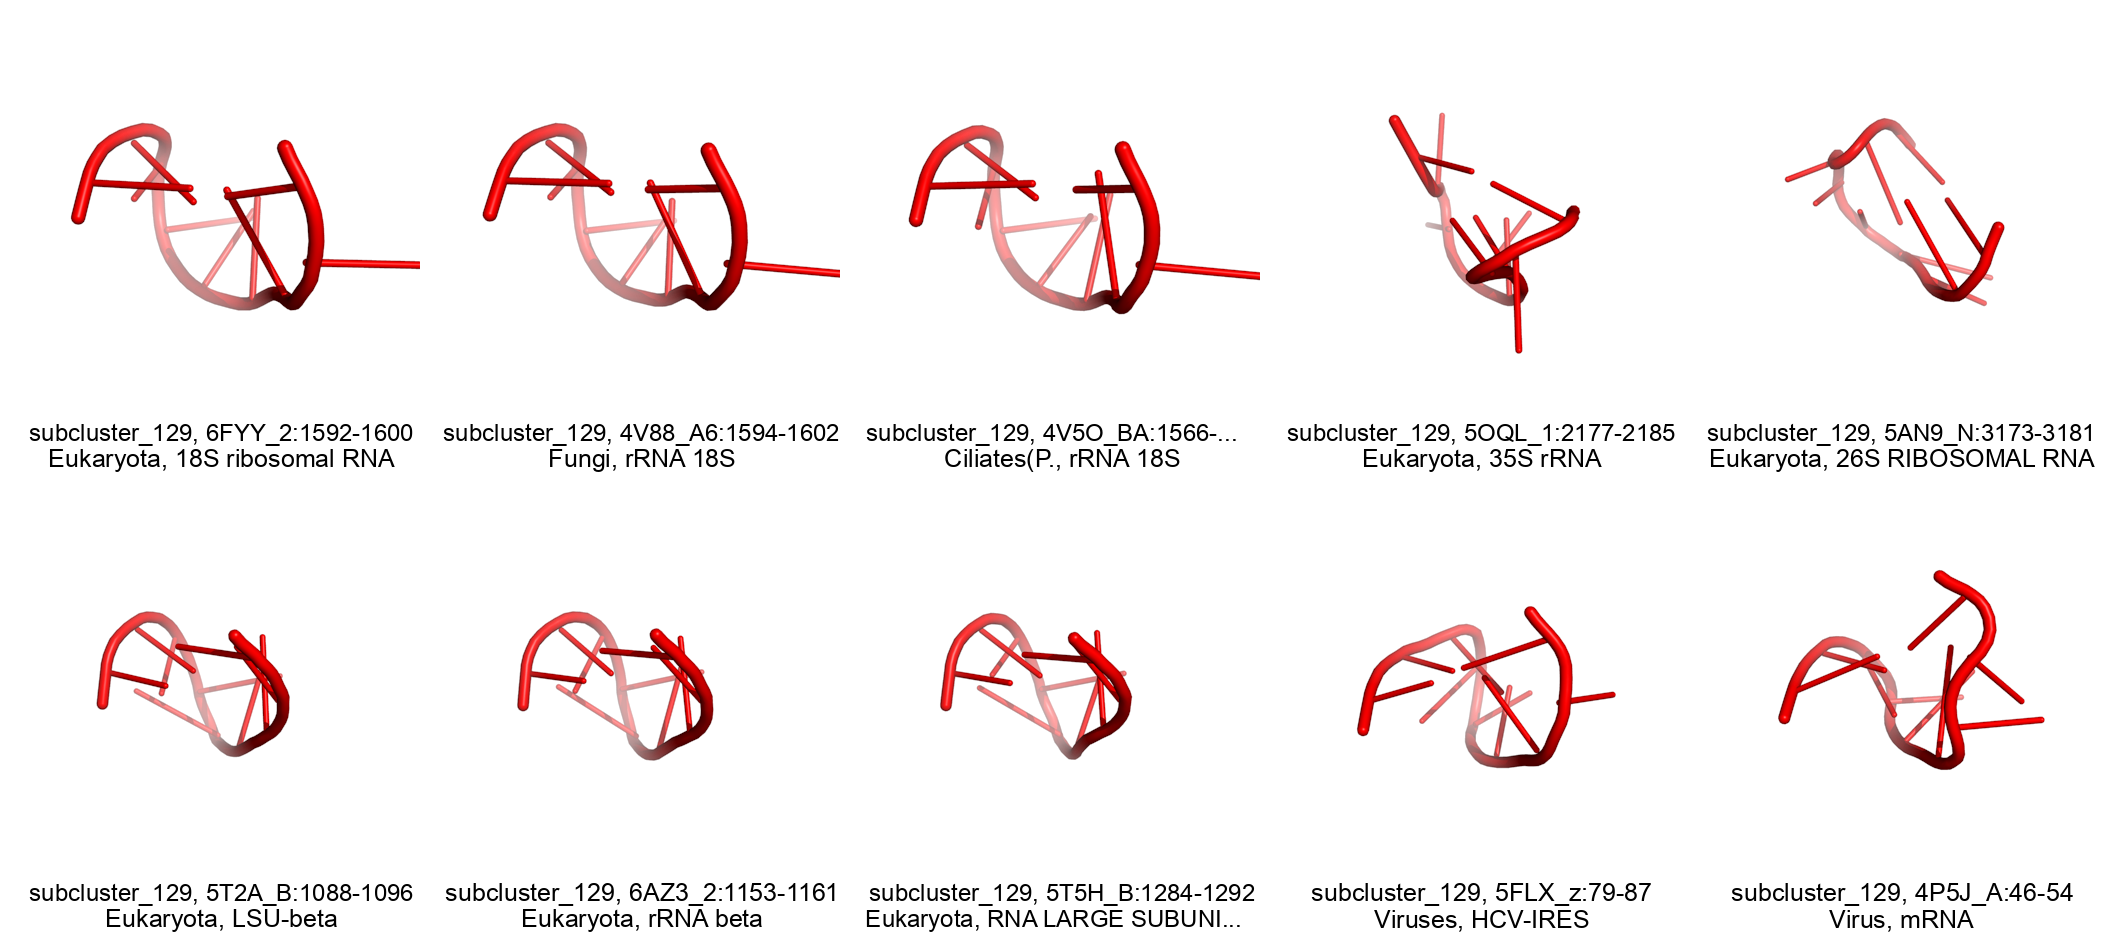 subcluster_129, 6FYY_2:1592-1600
Eukaryota, 18S ribosomal RNA
subcluster_129, 4V88_A6:1594-1602
Fungi, rRNA 18S
subcluster_129, 4V5O_BA:1566-...
Ciliates(P., rRNA 18S
subcluster_129, 5OQL_1:2177-2185
Eukaryota, 35S rRNA
subcluster_129, 5AN9_N:3173-3181
Eukaryota, 26S RIBOSOMAL RNA
subcluster_129, 5T2A_B:1088-1096
Eukaryota, LSU-beta
subcluster_129, 6AZ3_2:1153-1161
Eukaryota, rRNA beta
subcluster_129, 5T5H_B:1284-1292
Eukaryota, RNA LARGE SUBUNI...
subcluster_129, 5FLX_z:79-87
Viruses, HCV-IRES
subcluster_129, 4P5J_A:46-54
Virus, mRNA